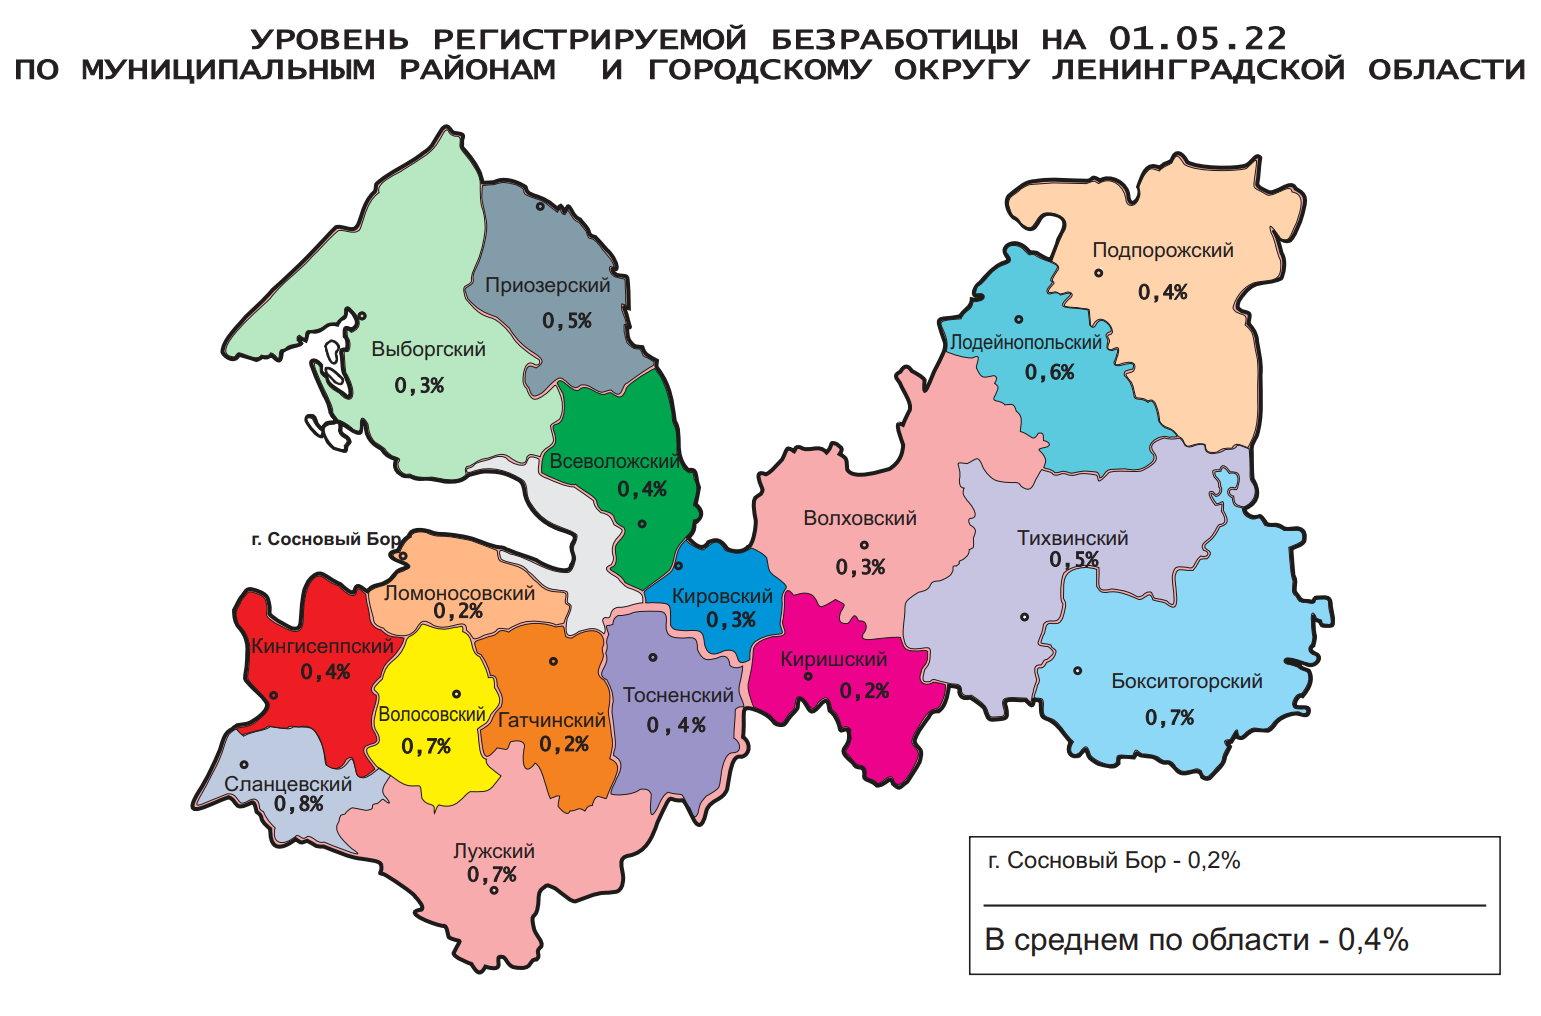 УРОВЕНЬ РЕГИСТРИРУЕМОЙ БЕЗРАБОТИЦЫ НА 01.05.22
ПО МУНИЦИПАЛЬНЫМ РАЙОНАМ И ГОРОДСКОМУ ОКРУГУ ЛЕНИНГРАДСКОЙ ОБЛАСТИ
Подпорожский
0,4%
Приозерский
0,5%
Лодейнопольский
0,6%
Выборгский
0,3%
Всеволожский
0,4%
Волховский
0,3%
Тихвинский
0,5%
г. Сосновый Бор
Ломоносовский
0,2%
Кировский
0,3%
Кингисеппский
0,4%
Киришский
0,2%
Бокситогорский
0,7%
Тосненский
0,4%
Волосовский
0,7%
Гатчинский
0,2%
Сланцевский
0,8%
Лужский
0,7%
г. Сосновый Бор - 0,2%
В среднем по области - 0,4%